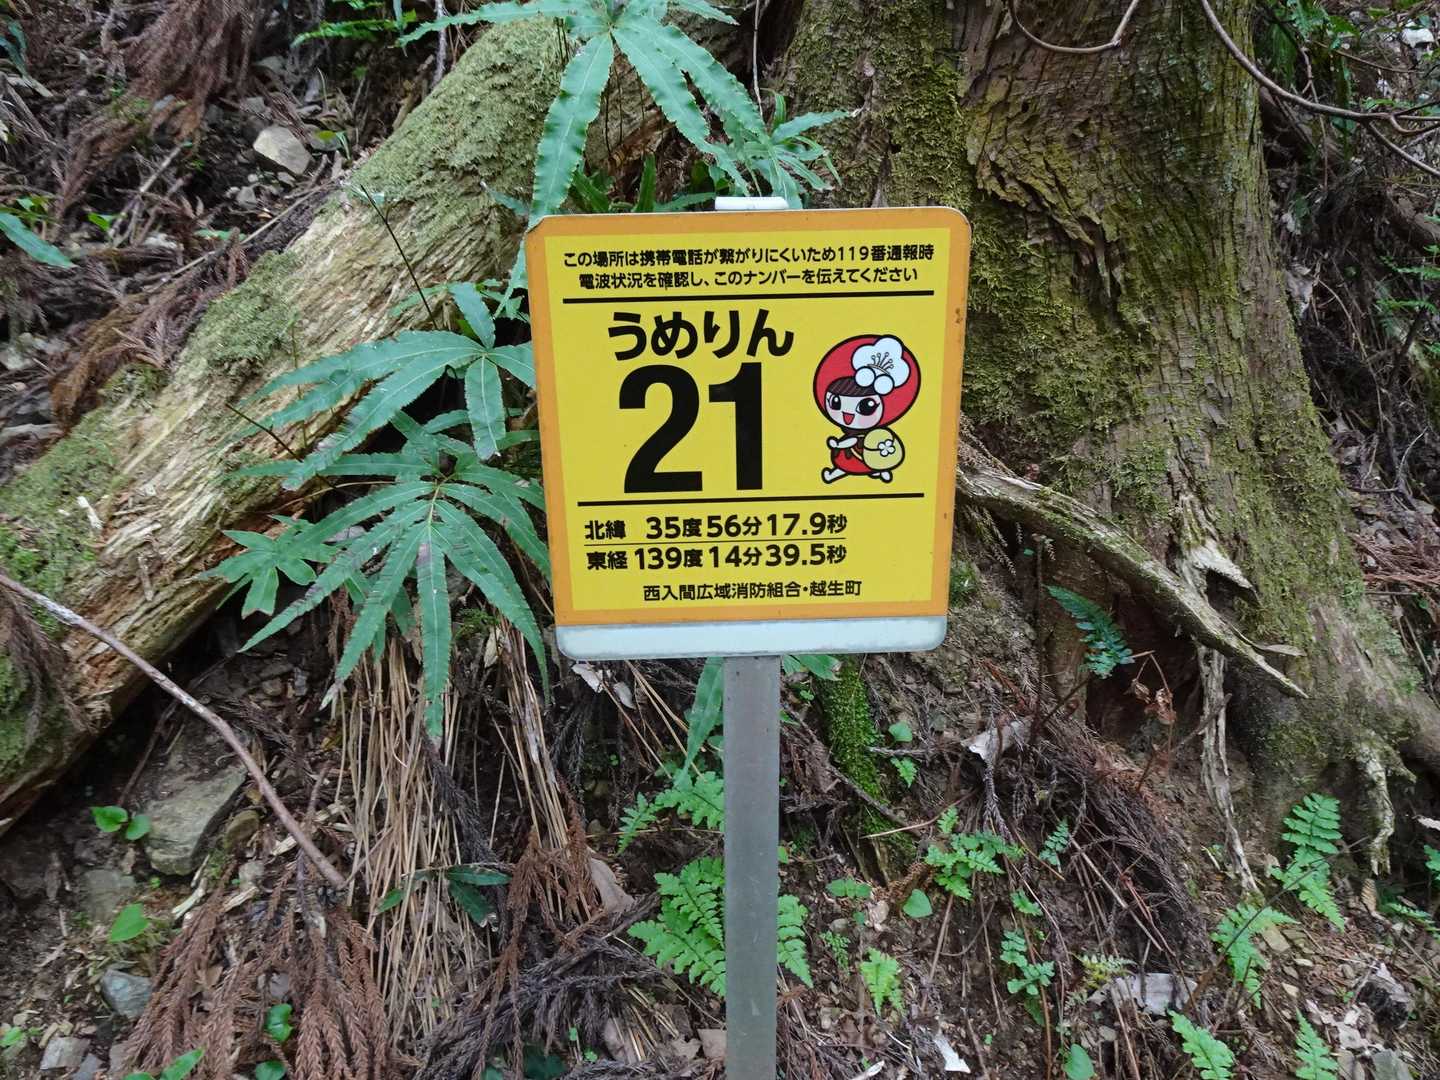 この場所は携帯電話が繋がりにくいため119番通報時
電波状況を確認し、このナンバーを伝えてください
うめりん
21
北緯 35度56分17.9秒
東経 139度14分39.5秒
西入間広域消防組合・越生町